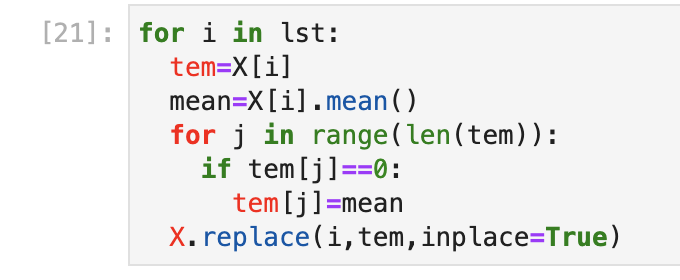 [21]: for i in lst:
  tem=X[i]
  mean=X[i].mean()
  for j in range(len(tem)):
    if tem[j]==0:
      tem[j]=mean
  X.replace(i,tem,inplace=True)